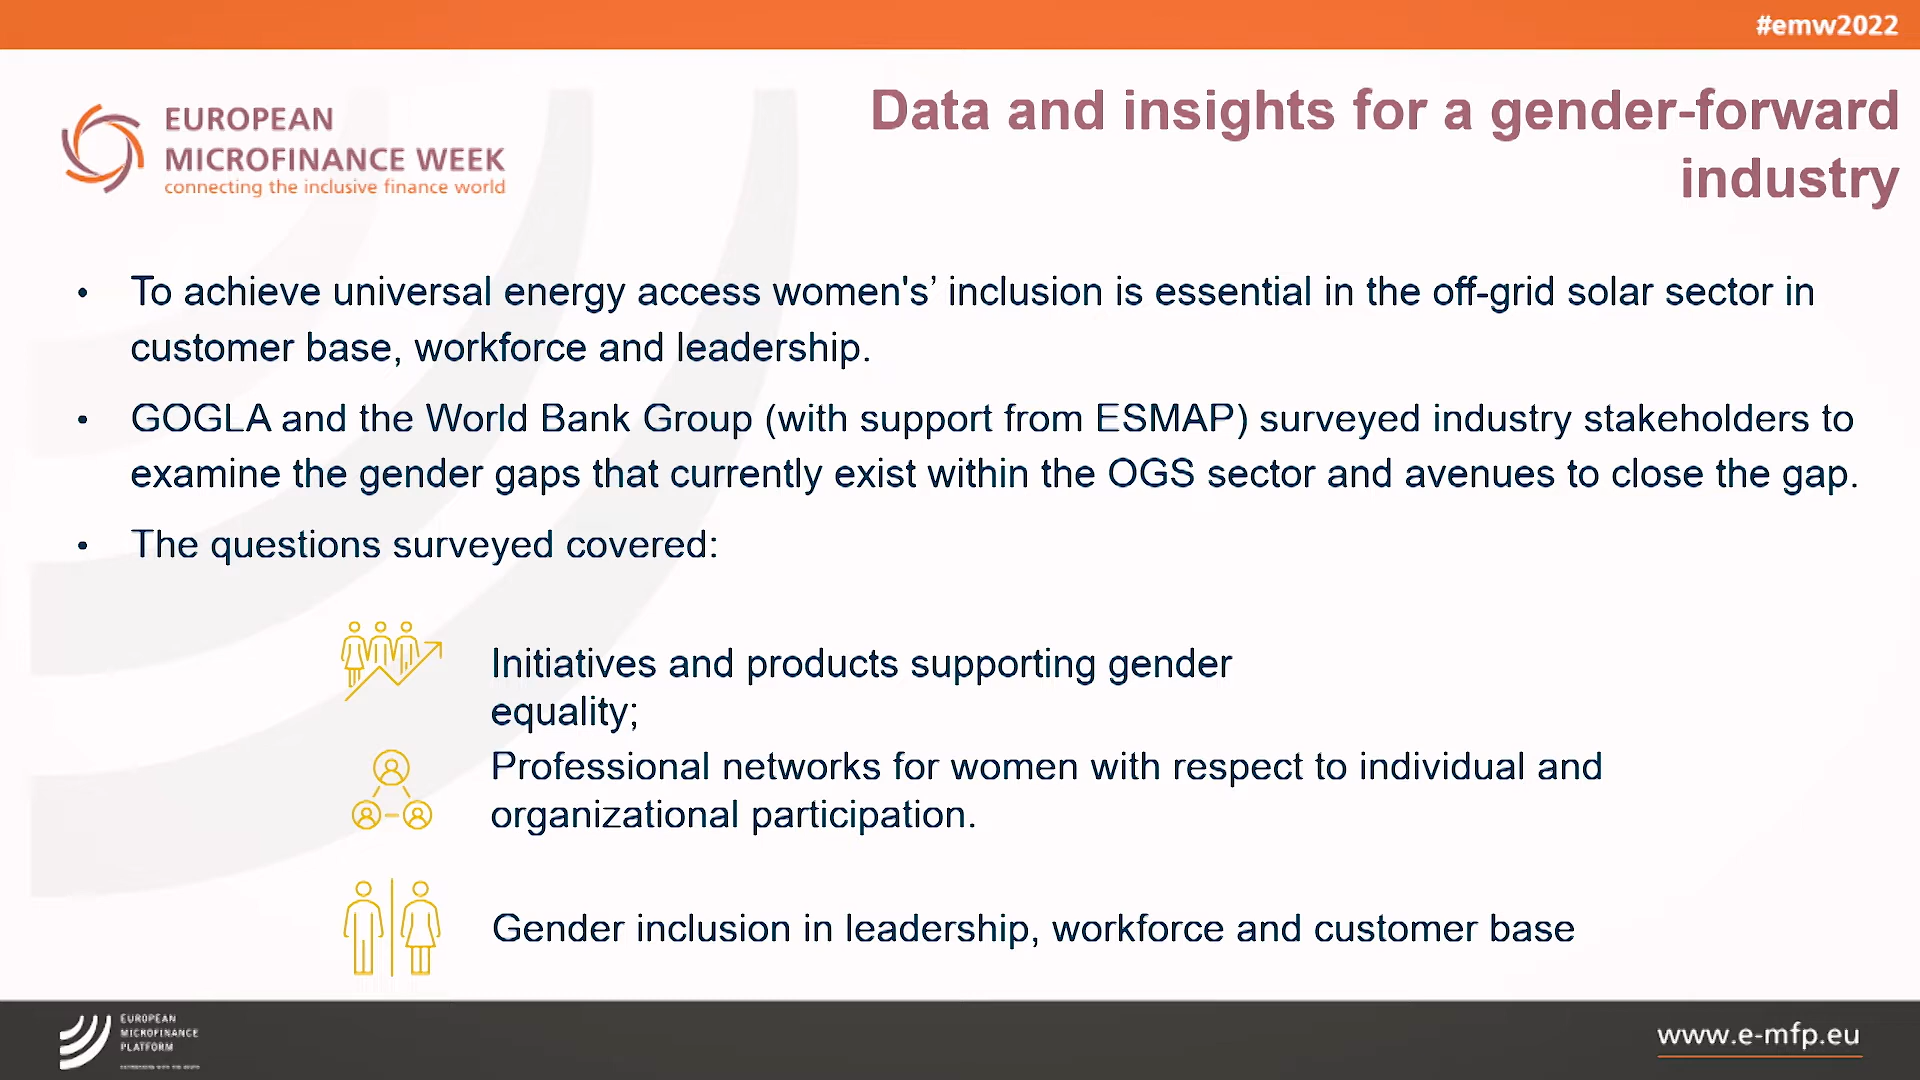 #emw2022
EUROPEAN
MICROFINANCE WEEK
connecting the inclusive finance world
Data and insights for a gender-forward
industry
• To achieve universal energy access women's’ inclusion is essential in the off-grid solar sector in
customer base, workforce and leadership.
• GOGLA and the World Bank Group (with support from ESMAP) surveyed industry stakeholders to
examine the gender gaps that currently exist within the OGS sector and avenues to close the gap.
• The questions surveyed covered:
Initiatives and products supporting gender
equality;
Professional networks for women with respect to individual and
organizational participation.
Gender inclusion in leadership, workforce and customer base
EUROPEAN
MICROFINANCE
PLATFORM
www.e-mfp.eu